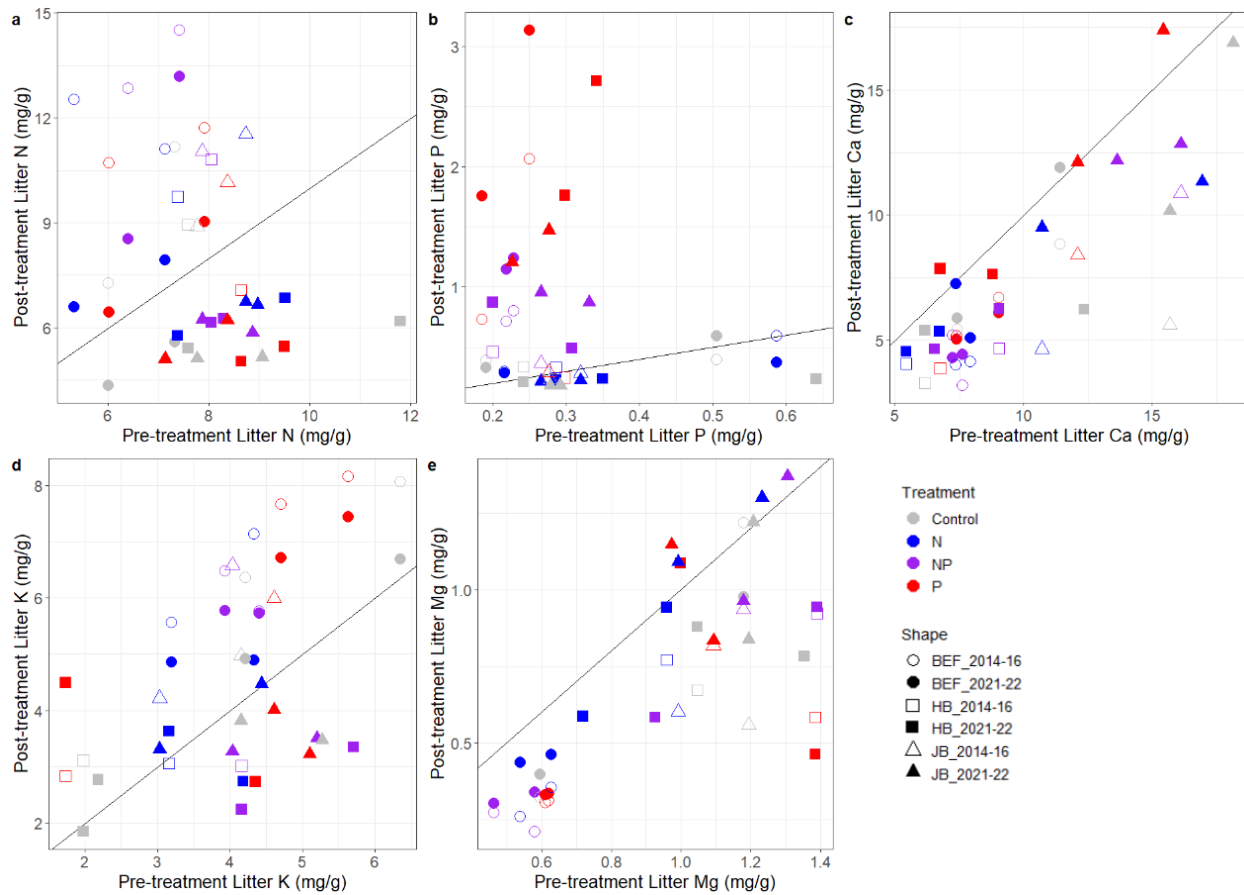 a
15
12
9
6
Post-treatment Litter N (mg/g)
6
8
10
12
Pre-treatment Litter N (mg/g)
b
3
2
1
Post-treatment Litter P (mg/g)
0.2
0.3
0.4
0.5
0.6
Pre-treatment Litter P (mg/g)
c
15
10
5
Post-treatment Litter Ca (mg/g)
5
10
15
Pre-treatment Litter Ca (mg/g)
d
8
6
4
2
Post-treatment Litter K (mg/g)
2
3
4
5
6
Pre-treatment Litter K (mg/g)
e
1.0
0.5
Post-treatment Litter Mg (mg/g)
0.6
0.8
1.0
1.2
1.4
Pre-treatment Litter Mg (mg/g)
Treatment
Control
N
NP
P
Shape
BEF_2014-16
BEF_2021-22
HB_2014-16
HB_2021-22
JB_2014-16
JB_2021-22